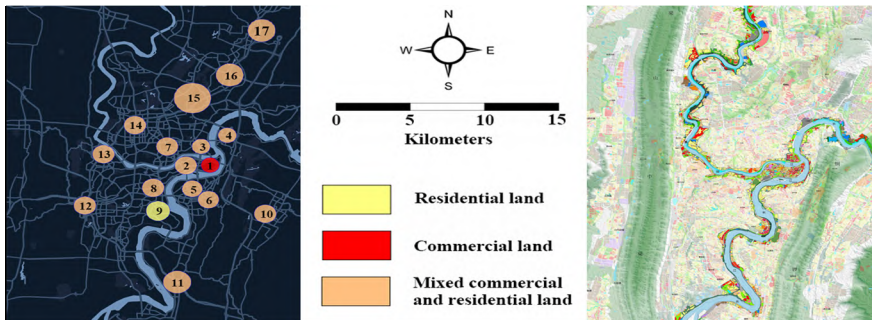 17
16
15
14
4
3
7
13
2
1
8
5
6
12
9
10
11
N
W
E
S
0
5
10
15
Kilometers
Residential land
Commercial land
Mixed commercial
and residential land